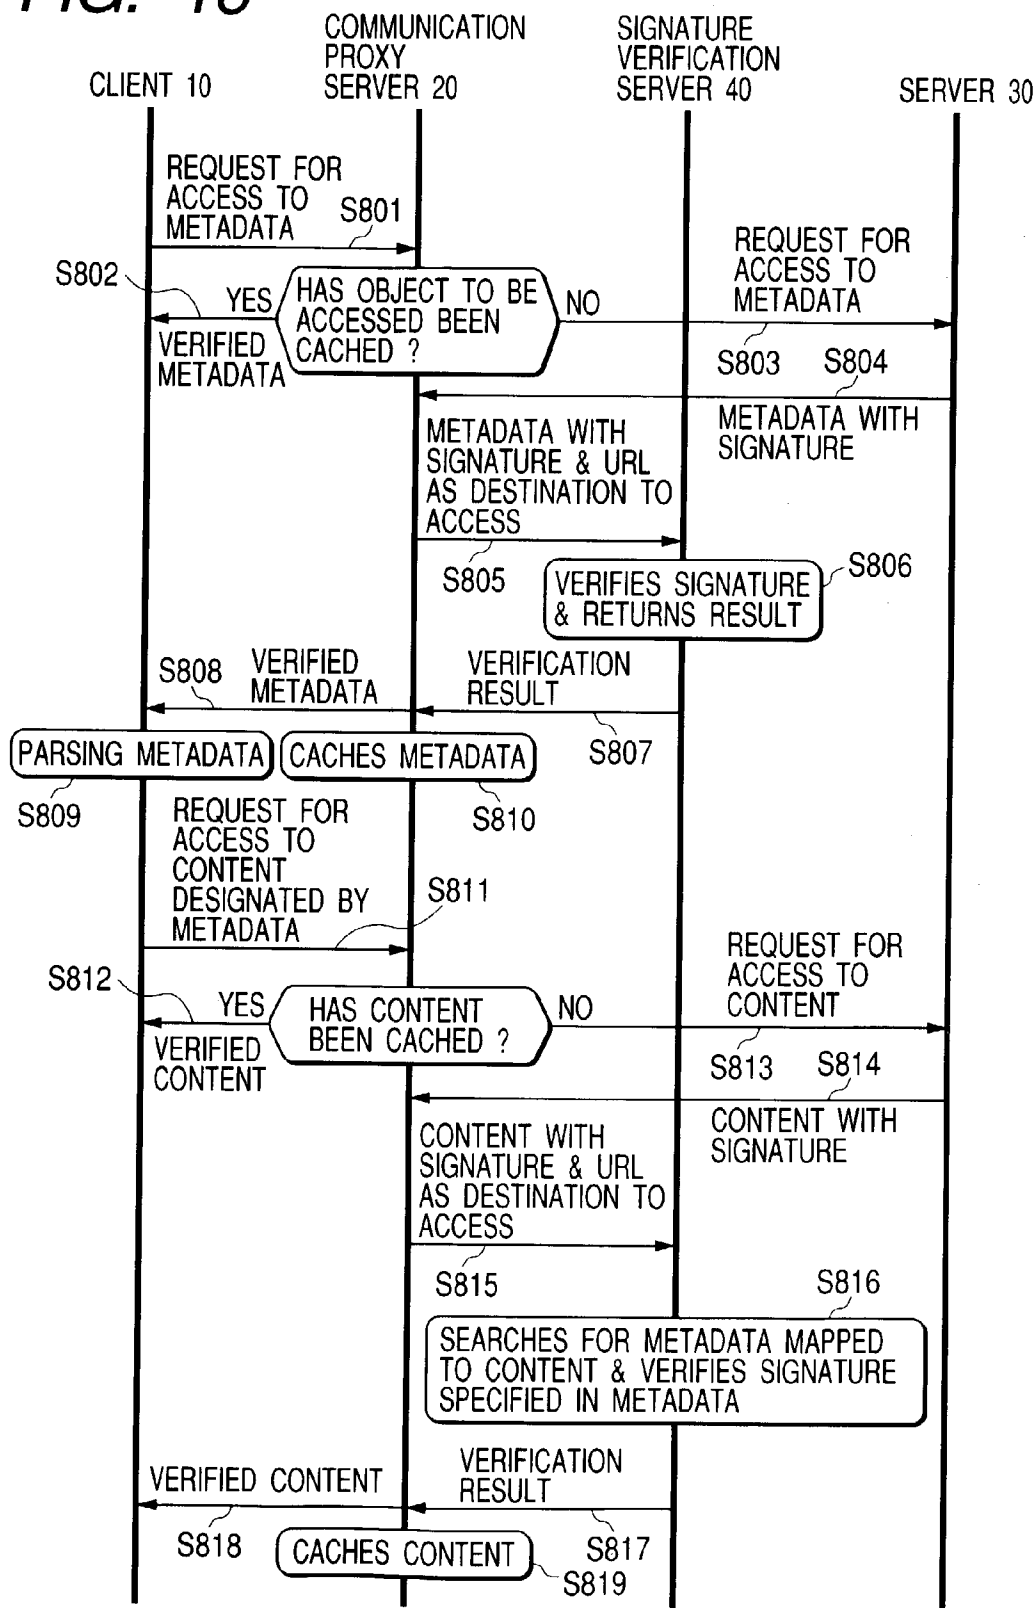 CLIENT 10
COMMUNICATION
PROXY
SERVER 20
SIGNATURE
VERIFICATION
SERVER 40
SERVER 30
REQUEST FOR
ACCESS TO
METADATA
S801
S802
YES
HAS OBJECT TO BE
ACCESSED BEEN
CACHED ?
NO
REQUEST FOR
ACCESS TO
METADATA
VERIFIED
METADATA
S803
S804
METADATA WITH
SIGNATURE
METADATA WITH
SIGNATURE & URL
AS DESTINATION TO
ACCESS
S805
S806
VERIFIES SIGNATURE
& RETURNS RESULT
S808
VERIFIED
METADATA
VERIFICATION
RESULT
S807
PARSING METADATA
CACHES METADATA
S809
S810
REQUEST FOR
ACCESS TO
CONTENT
DESIGNATED BY
METADATA
S811
S812
YES
HAS CONTENT
BEEN CACHED ?
NO
REQUEST FOR
ACCESS TO
CONTENT
VERIFIED
CONTENT
S813
S814
CONTENT WITH
SIGNATURE
CONTENT WITH
SIGNATURE & URL
AS DESTINATION TO
ACCESS
S815
S816
SEARCHES FOR METADATA MAPPED
TO CONTENT & VERIFIES SIGNATURE
SPECIFIED IN METADATA
VERIFIED CONTENT
VERIFICATION
RESULT
S818
CACHES CONTENT
S817
S819